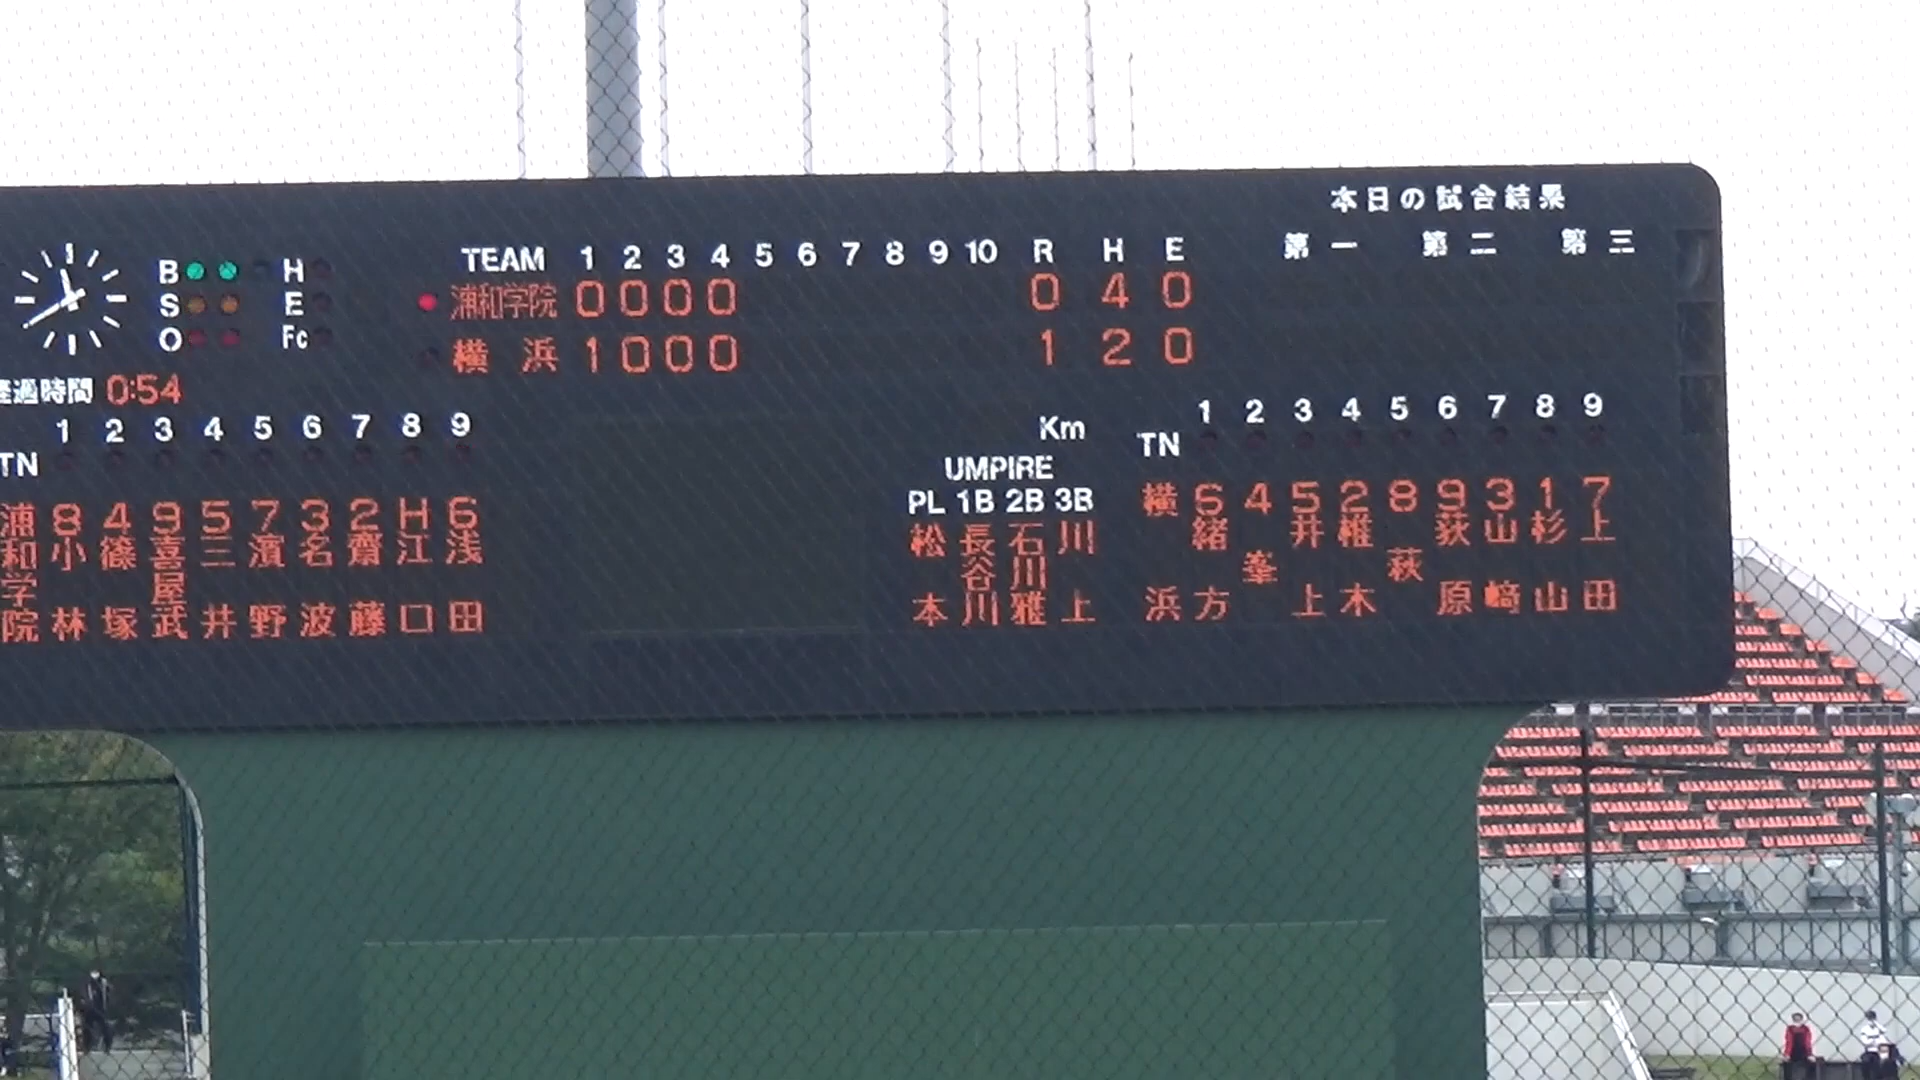 本日の試合結果
第一 第二 第三
TEAM 1 2 3 4 5 6 7 8 9 10 R H E
浦和学院 0 0 0 0 0 4 0
横浜 1 0 0 0 1 2 0
B H
S E
O Fc
経過時間 0:54
1 2 3 4 5 6 7 8 9
TN
浦和学院
8 小林
4 篠塚
9 喜屋武
5 三井
7 濱野
3 名波
2 齋藤
H 江口
6 浅田
Km
UMPIRE
PL 1B 2B 3B
松本
長谷川
石川雅
川上
1 2 3 4 5 6 7 8 9
TN
横浜
6 緒方
4 峯
5 井上
2 椎木
8 萩
9 荻原
3 山﨑
1 杉山
7 上田